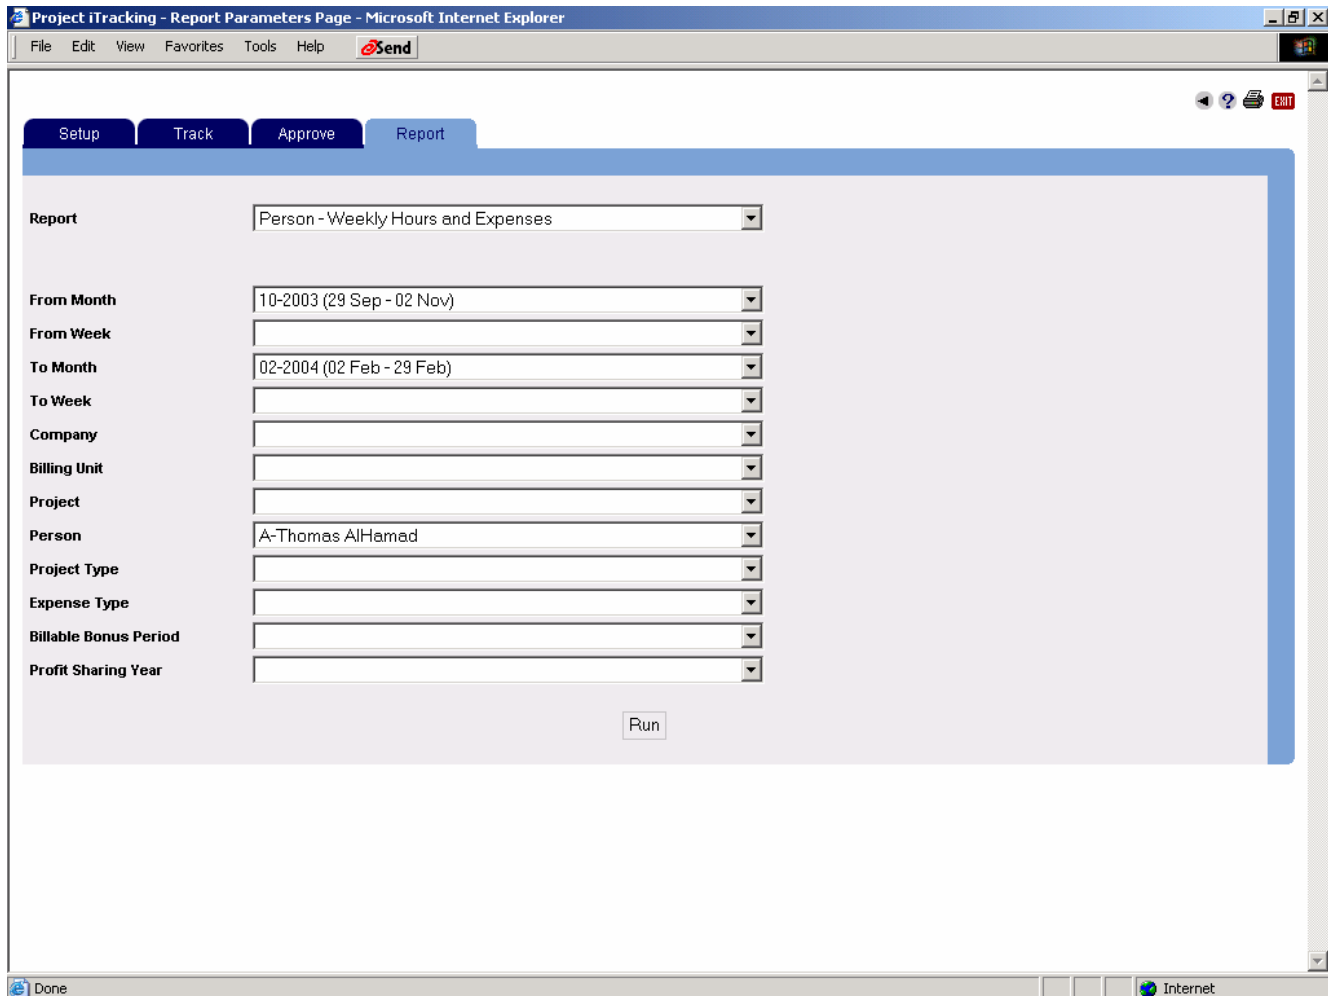 Project iTracking - Report Parameters Page - Microsoft Internet Explorer
File Edit View Favorites Tools Help eSend
EXIT
Setup Track Approve Report
Report Person - Weekly Hours and Expenses
From Month 10-2003 (29 Sep - 02 Nov)
From Week
To Month 02-2004 (02 Feb - 29 Feb)
To Week
Company
Billing Unit
Project
Person A-Thomas AlHamad
Project Type
Expense Type
Billable Bonus Period
Profit Sharing Year
Run
Done Internet